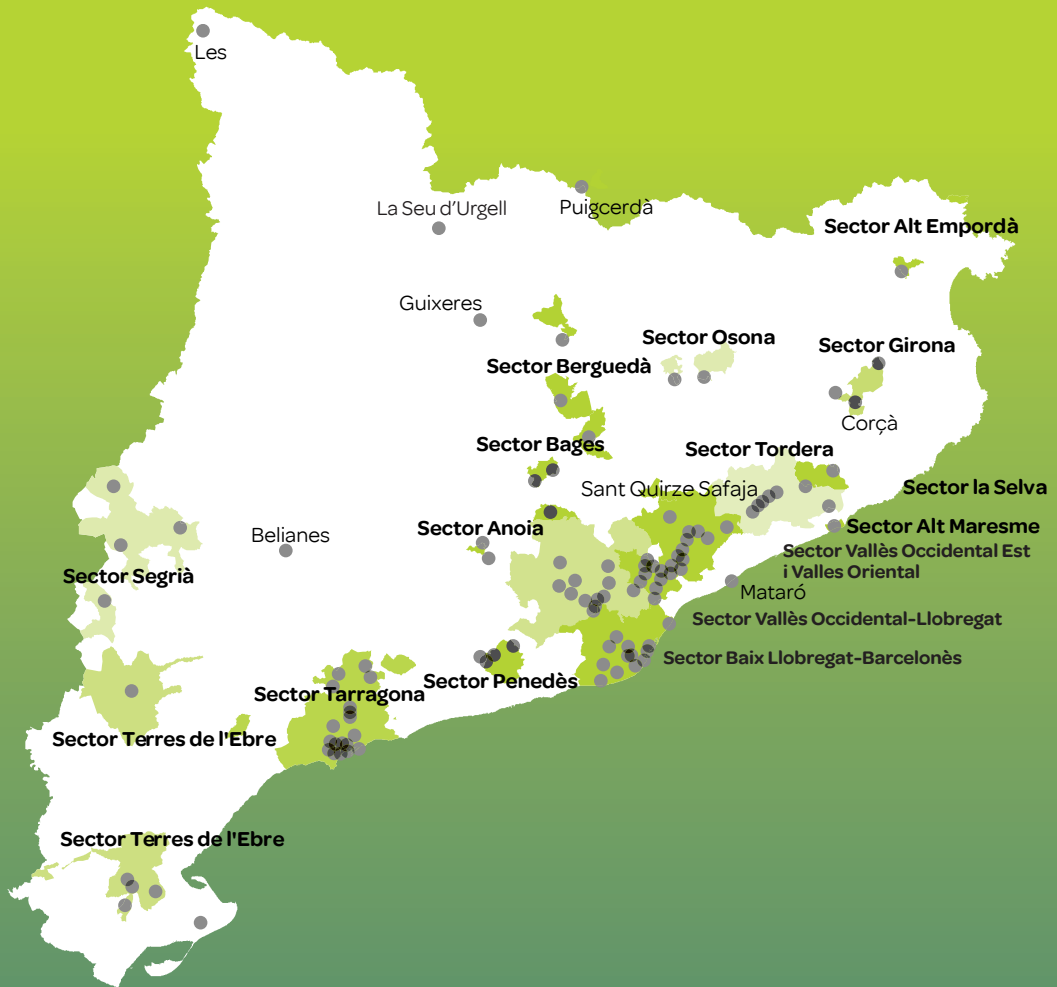 Les
La Seu d'Urgell
Puigcerdà
Sector Alt Empordà
Guixeres
Sector Osona
Sector Girona
Sector Berguedà
Corçà
Sector Bages
Sector Tordera
Sant Quirze Safaja
Sector la Selva
Sector Anoia
Belianes
Sector Alt Maresme
Sector Vallès Occidental Est
i Valles Oriental
Sector Segrià
Mataró
Sector Vallès Occidental-Llobregat
Sector Baix Llobregat-Barcelonès
Sector Penedès
Sector Tarragona
Sector Terres de l'Ebre
Sector Terres de l'Ebre